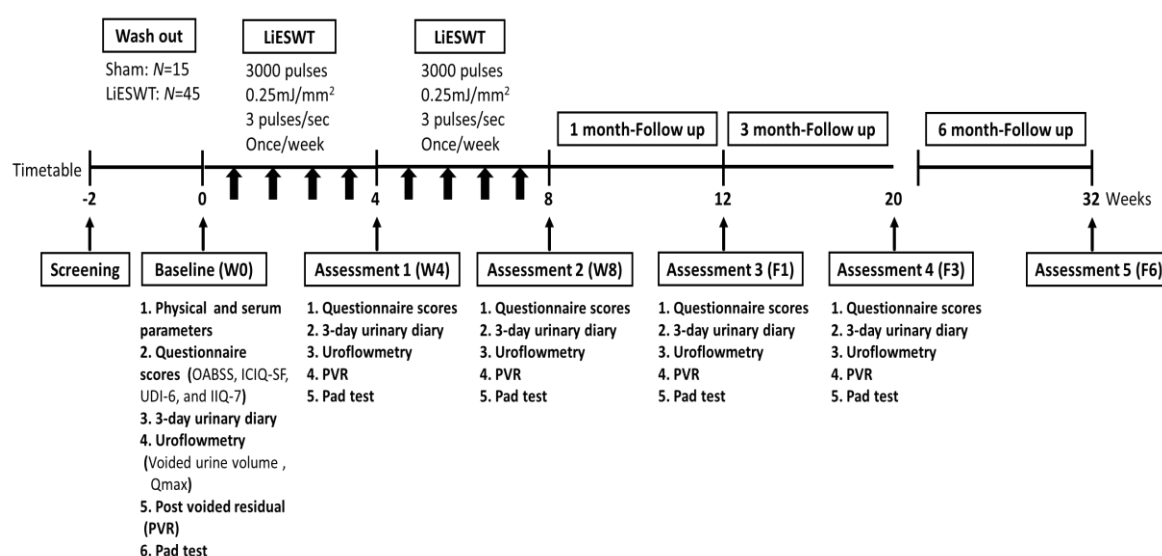 Wash out
Sham: N=15
LiESWT: N=45
LiESWT
3000 pulses
0.25mJ/mm²
3 pulses/sec
Once/week
LiESWT
3000 pulses
0.25mJ/mm²
3 pulses/sec
Once/week
1 month-Follow up
3 month-Follow up
6 month-Follow up
Timetable
-2
0
4
8
12
20
32 Weeks
Screening
Baseline (W0)
1. Physical and serum
parameters
2. Questionnaire
scores (OABSS, ICIQ-SF,
UDI-6, and IIQ-7)
3. 3-day urinary diary
4. Uroflowmetry
(Voided urine volume ,
Qmax)
5. Post voided residual
(PVR)
6. Pad test
Assessment 1 (W4)
1. Questionnaire scores
2. 3-day urinary diary
3. Uroflowmetry
4. PVR
5. Pad test
Assessment 2 (W8)
1. Questionnaire scores
2. 3-day urinary diary
3. Uroflowmetry
4. PVR
5. Pad test
Assessment 3 (F1)
1. Questionnaire scores
2. 3-day urinary diary
3. Uroflowmetry
4. PVR
5. Pad test
Assessment 4 (F3)
1. Questionnaire scores
2. 3-day urinary diary
3. Uroflowmetry
4. PVR
5. Pad test
Assessment 5 (F6)